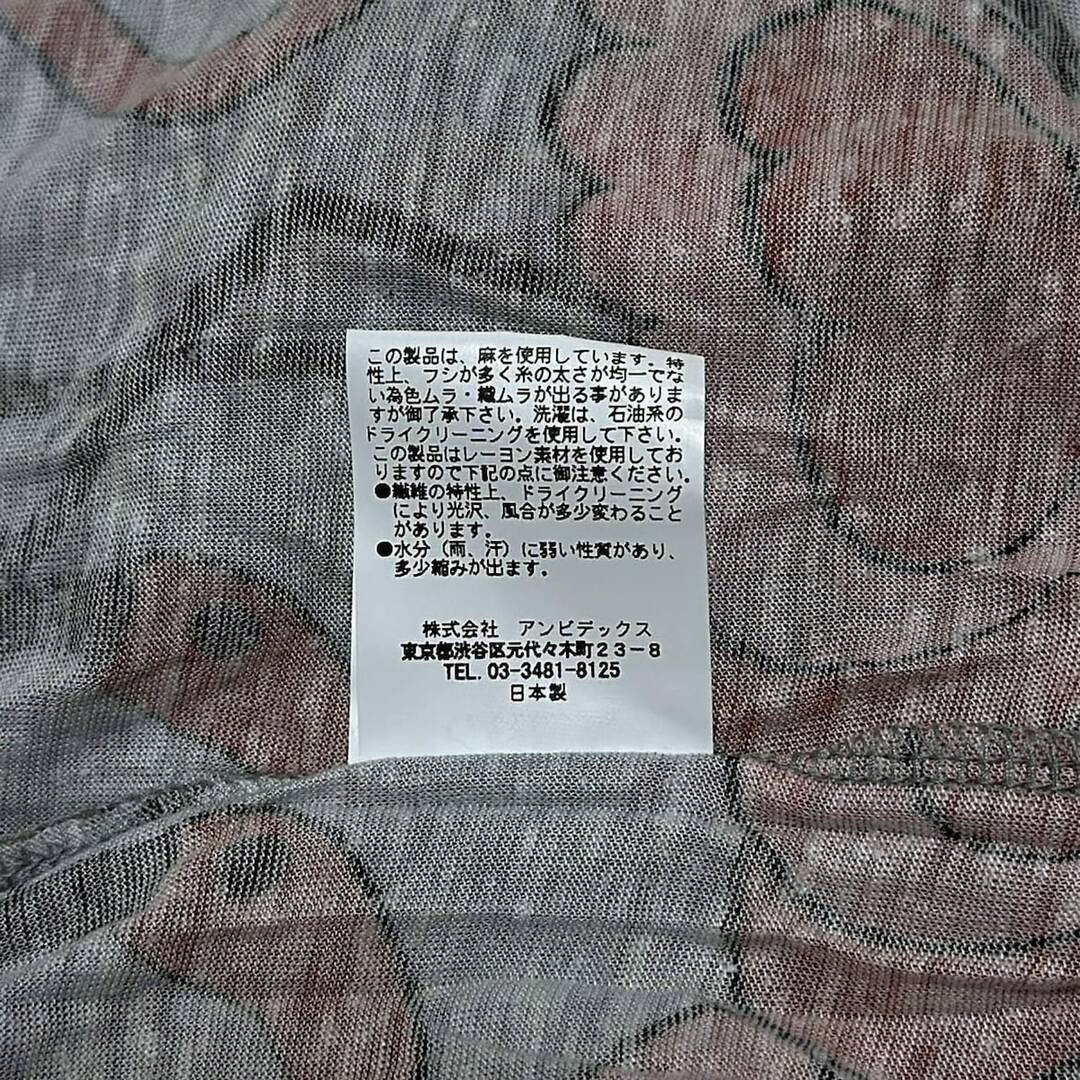 この製品は、麻を使用しています。特
性上、フシが多く糸の太さが均一でな
い為色ムラ・織ムラが出る事がありま
すが御了承下さい。洗濯は、石油系の
ドライクリーニングを使用して下さい。
この製品はレーヨン素材を使用してお
りますので下記の点に御注意ください。
●繊維の特性上、ドライクリーニング
により光沢、風合が多少変わること
があります。
●水分（雨、汗）に弱い性質があり、
多少縮みが出ます。
株式会社 アンビデックス
東京都渋谷区元代々木町23-8
TEL. 03-3481-8125
日本製